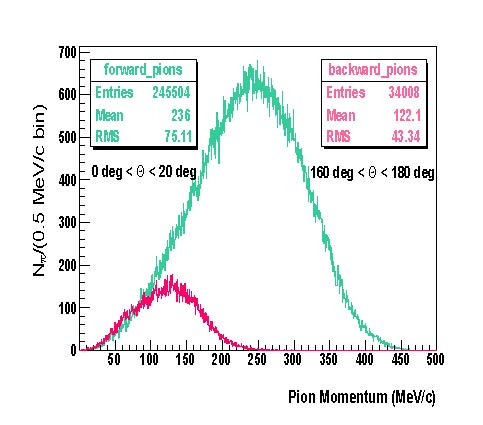 700
600
500
400
300
200
100
0
N_π/(0.5 MeV/c bin)
forward_pions
Entries 245504
Mean 236
RMS 75.11
0 deg < Θ < 20 deg
backward_pions
Entries 34008
Mean 122.1
RMS 43.34
160 deg < Θ < 180 deg
50 100 150 200 250 300 350 400 450 500
Pion Momentum (MeV/c)